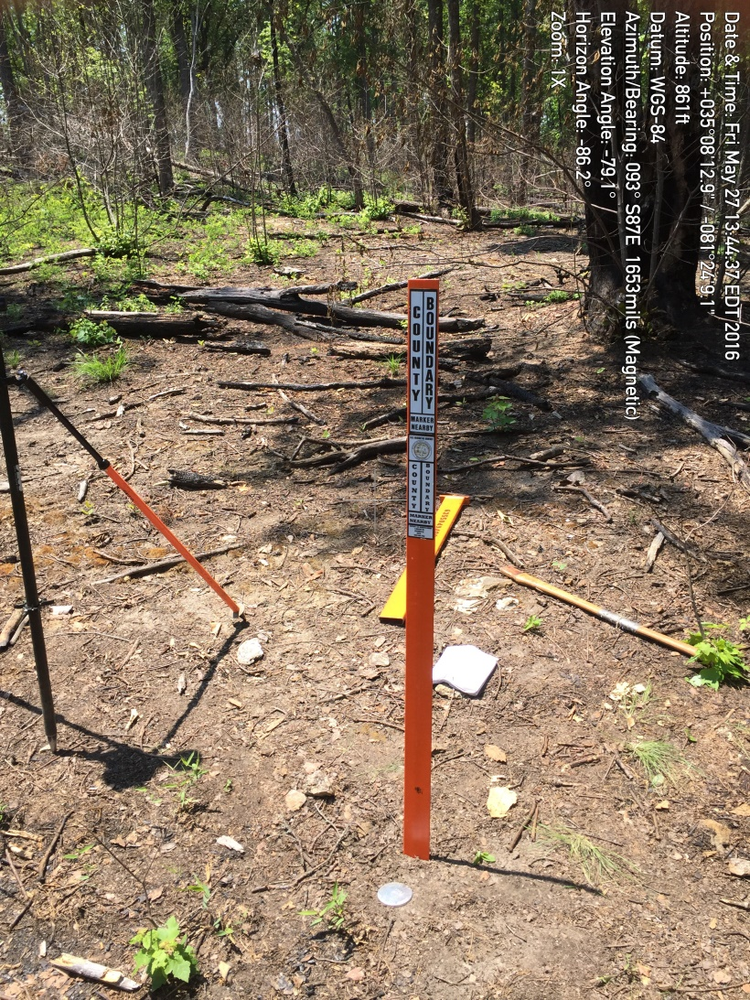 Date & Time: Fri May 27 13:44:37 EDT 2016
Position: +035°08'12.9" / -081°24'9.1"
Altitude: 861ft
Datum: WGS-84
Azimuth/Bearing: 093° S87E 1653mils (Magnetic)
Elevation Angle: -79.1°
Horizon Angle: -86.2°
Zoom: 1X
COUNTY
BOUNDARY
MARKER
NEARBY
COUNTY
BOUNDARY
MARKER
NEARBY